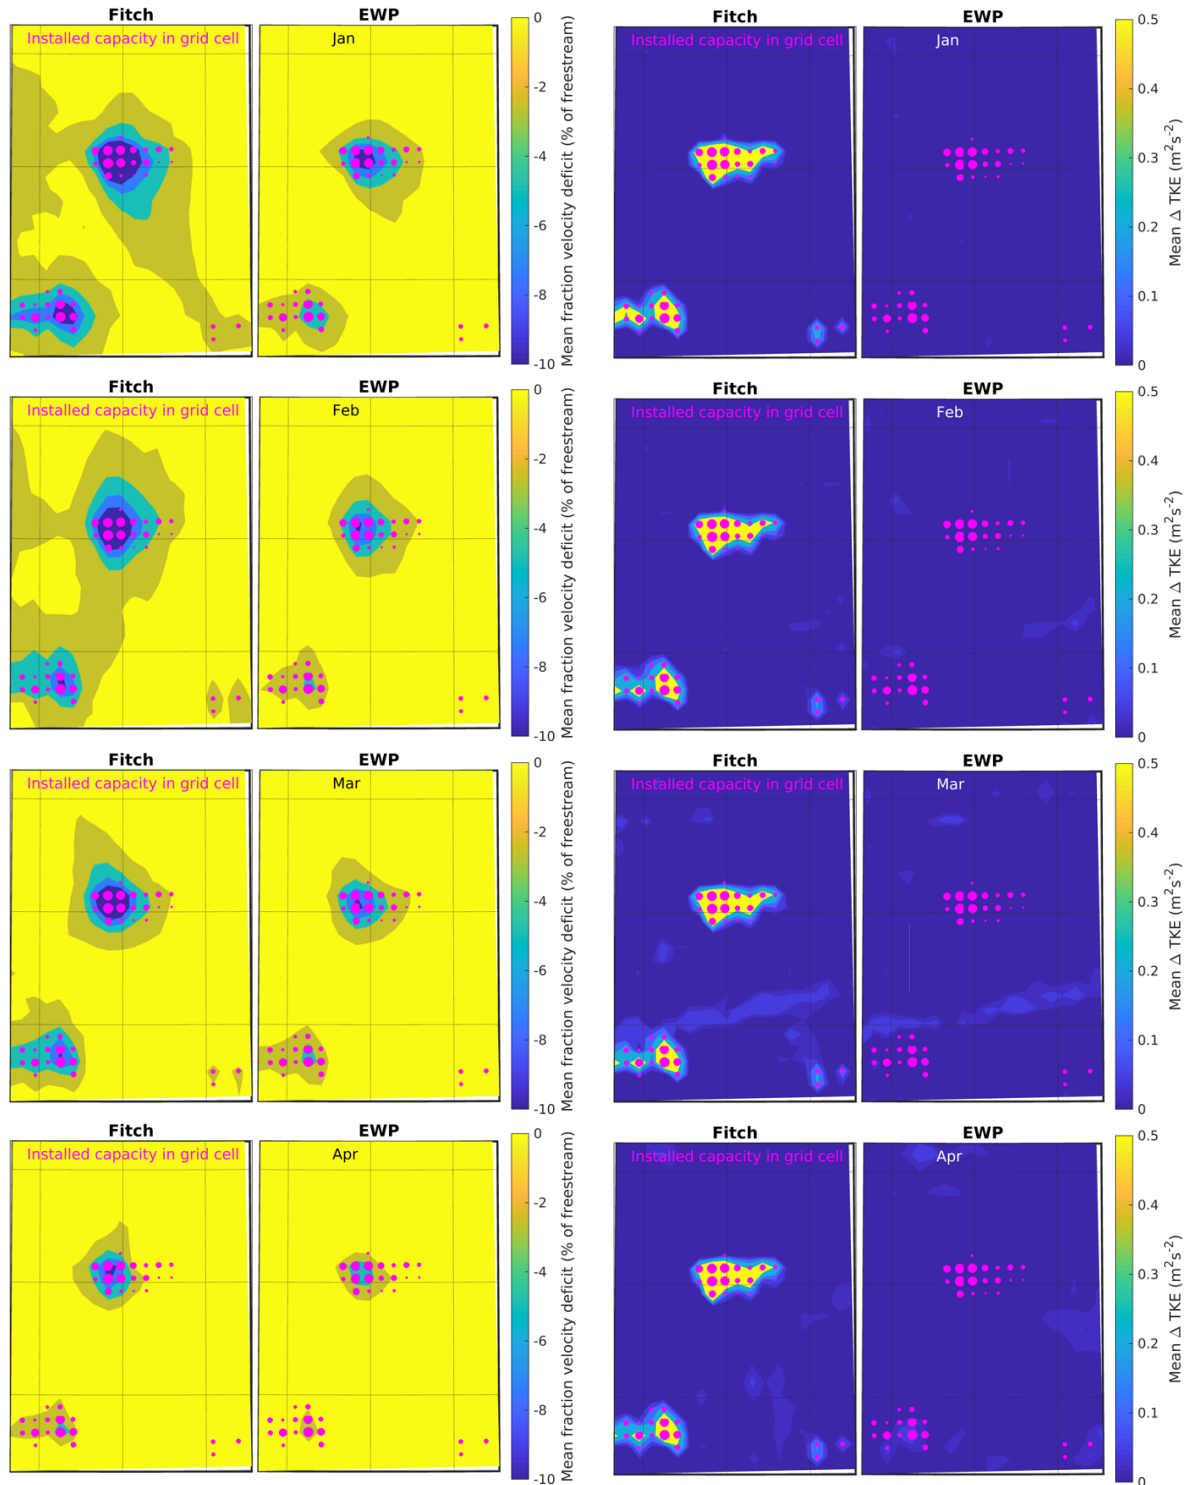 Fitch
EWP
Installed capacity in grid cell
Jan
0
-2
-4
-6
-8
-10
Mean fraction velocity deficit (% of freestream)
Fitch
EWP
Installed capacity in grid cell
Jan
0.5
0.4
0.3
0.2
0.1
0
Mean Δ TKE (m²s⁻²)
Fitch
EWP
Installed capacity in grid cell
Feb
0
-2
-4
-6
-8
-10
Mean fraction velocity deficit (% of freestream)
Fitch
EWP
Installed capacity in grid cell
Feb
0.5
0.4
0.3
0.2
0.1
0
Mean Δ TKE (m²s⁻²)
Fitch
EWP
Installed capacity in grid cell
Mar
0
-2
-4
-6
-8
-10
Mean fraction velocity deficit (% of freestream)
Fitch
EWP
Installed capacity in grid cell
Mar
0.5
0.4
0.3
0.2
0.1
0
Mean Δ TKE (m²s⁻²)
Fitch
EWP
Installed capacity in grid cell
Apr
0
-2
-4
-6
-8
-10
Mean fraction velocity deficit (% of freestream)
Fitch
EWP
Installed capacity in grid cell
Apr
0.5
0.4
0.3
0.2
0.1
0
Mean Δ TKE (m²s⁻²)